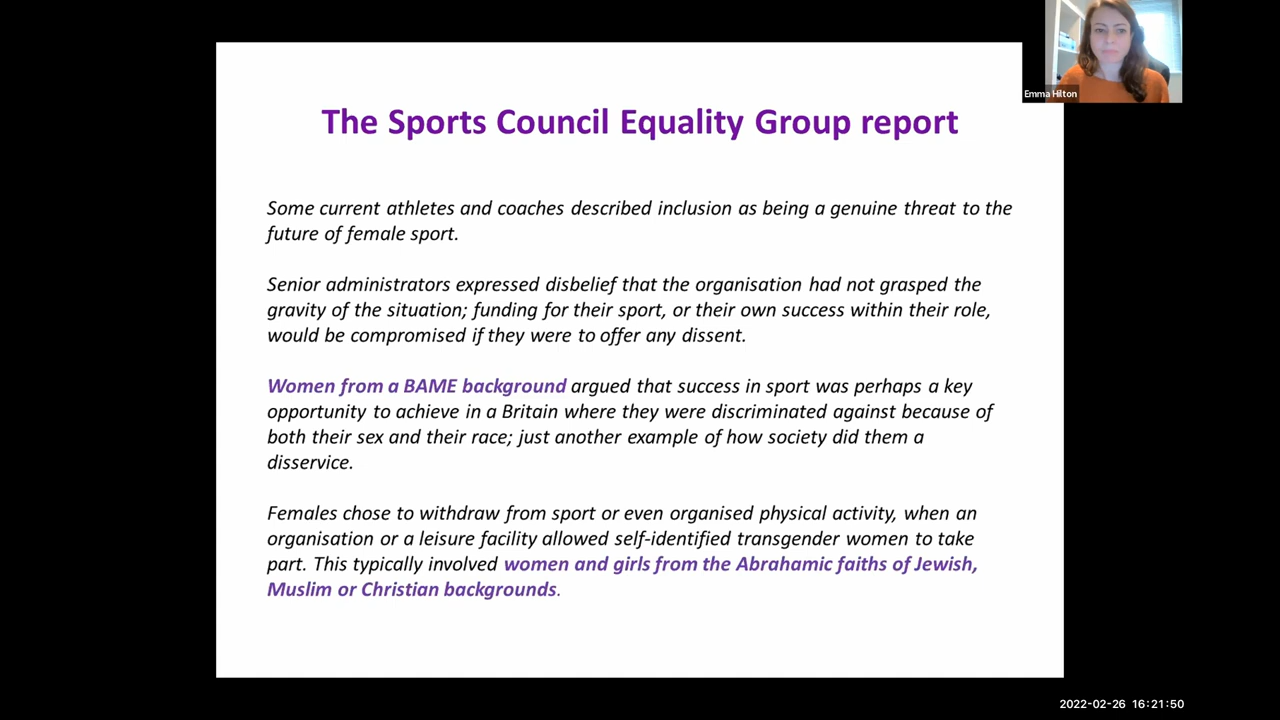 Emma Hilton
The Sports Council Equality Group report
Some current athletes and coaches described inclusion as being a genuine threat to the
future of female sport.
Senior administrators expressed disbelief that the organisation had not grasped the
gravity of the situation; funding for their sport, or their own success within their role,
would be compromised if they were to offer any dissent.
Women from a BAME background argued that success in sport was perhaps a key
opportunity to achieve in a Britain where they were discriminated against because of
both their sex and their race; just another example of how society did them a
disservice.
Females chose to withdraw from sport or even organised physical activity, when an
organisation or a leisure facility allowed self-identified transgender women to take
part. This typically involved women and girls from the Abrahamic faiths of Jewish,
Muslim or Christian backgrounds.
2022-02-26 16:21:50